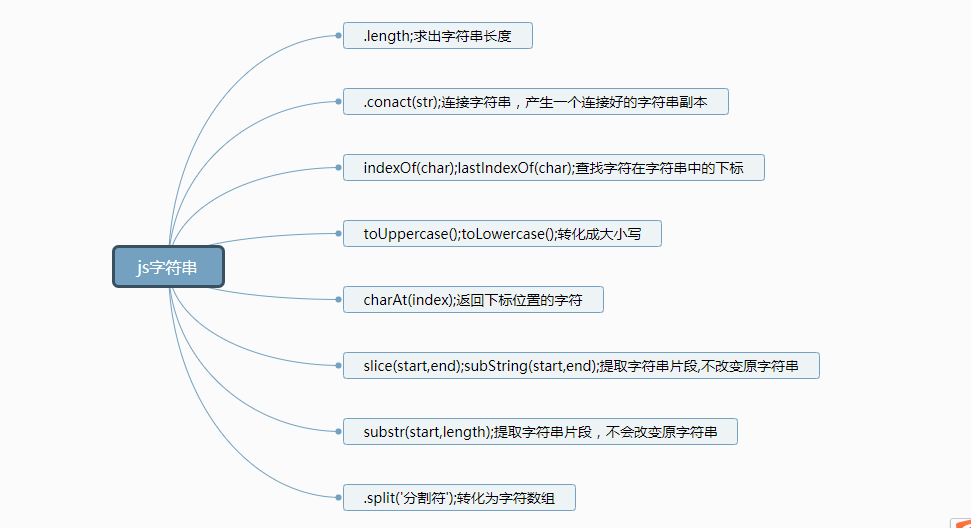 .length;求出字符串长度
.conact(str);连接字符串，产生一个连接好的字符串副本
indexOf(char);lastIndexOf(char);查找字符在字符串中的下标
toUppercase();toLowercase();转化成大小写
js字符串
charAt(index);返回下标位置的字符
slice(start,end);subString(start,end);提取字符串片段,不改变原字符串
substr(start,length);提取字符串片段，不会改变原字符串
.split('分割符');转化为字符数组